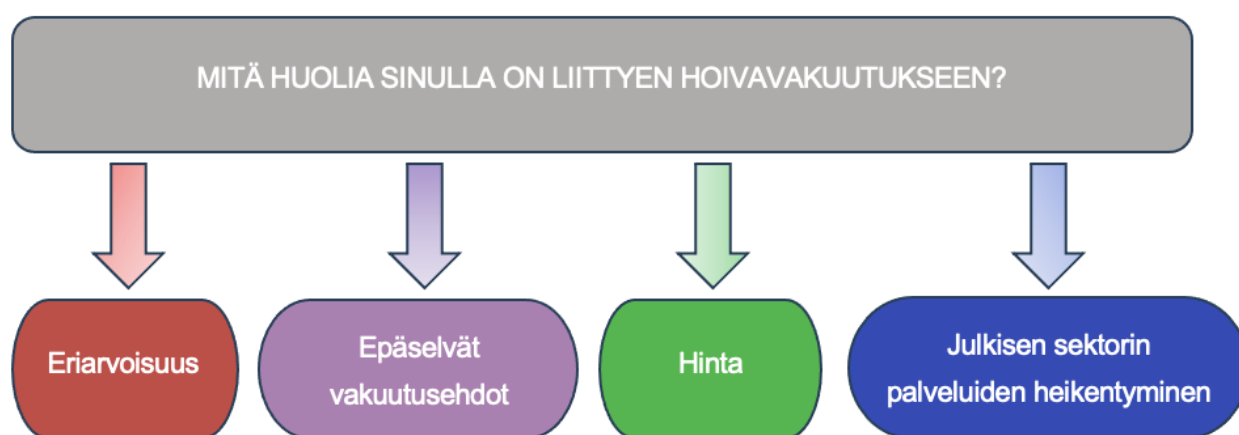 MITÄ HUOLIA SINULLA ON LIITTYEN HOIVAVAKUUTUKSEEN?
Eriarvoisuus
Epäselvät
vakuutusehdot
Hinta
Julkisen sektorin
palveluiden heikentyminen